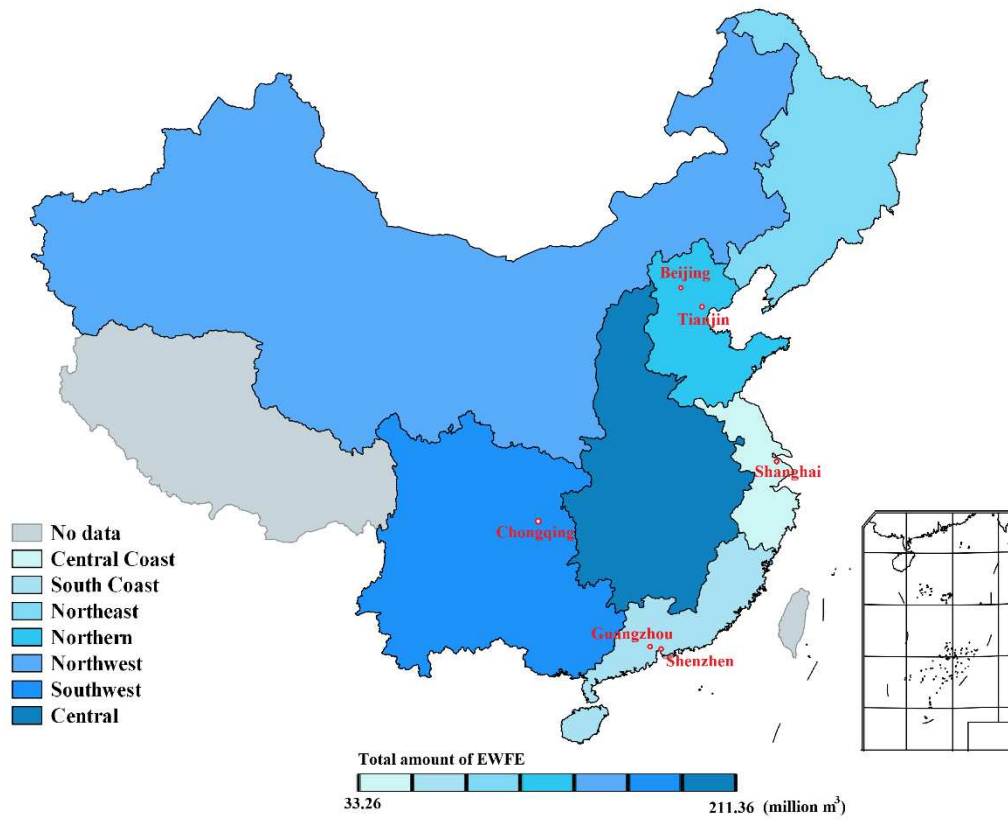 Beijing
Tianjin
Shanghai
Chongqing
Guangzhou
Shenzhen
No data
Central Coast
South Coast
Northeast
Northern
Northwest
Southwest
Central
Total amount of EWFE
33.26
211.36 (million m³)